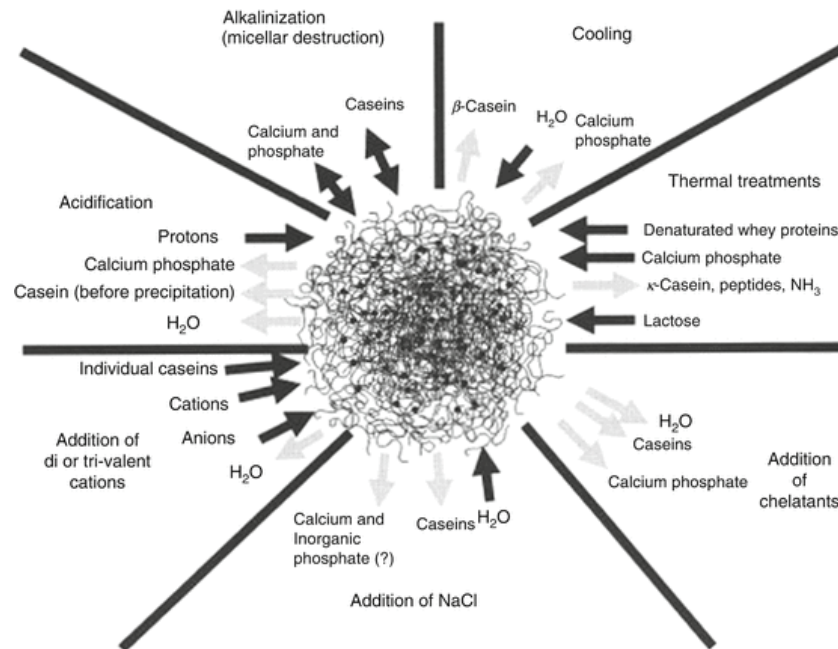 Alkalinization
(micellar destruction)
Cooling
Caseins
β-Casein
H₂O
Calcium
phosphate
Calcium and
phosphate
Thermal treatments
Acidification
Protons
Denaturated whey proteins
Calcium phosphate
Calcium phosphate
Casein (before precipitation)
κ-Casein, peptides, NH₃
H₂O
Lactose
Individual caseins
Cations
Anions
H₂O
Addition of
di or tri-valent
cations
H₂O
Caseins
Calcium phosphate
Addition
of
chelatants
Calcium and
Inorganic
phosphate (?)
Caseins
H₂O
Addition of NaCl